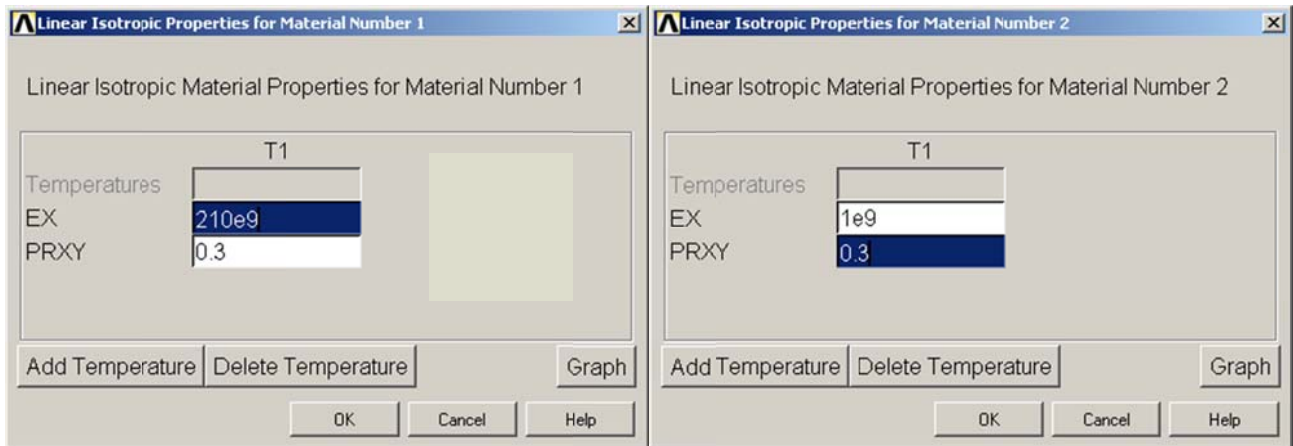 Linear Isotropic Properties for Material Number 1
Linear Isotropic Material Properties for Material Number 1
T1
Temperatures
EX 210e9
PRXY 0.3
Add Temperature Delete Temperature Graph
OK Cancel Help
Linear Isotropic Properties for Material Number 2
Linear Isotropic Material Properties for Material Number 2
T1
Temperatures
EX 1e9
PRXY 0.3
Add Temperature Delete Temperature Graph
OK Cancel Help